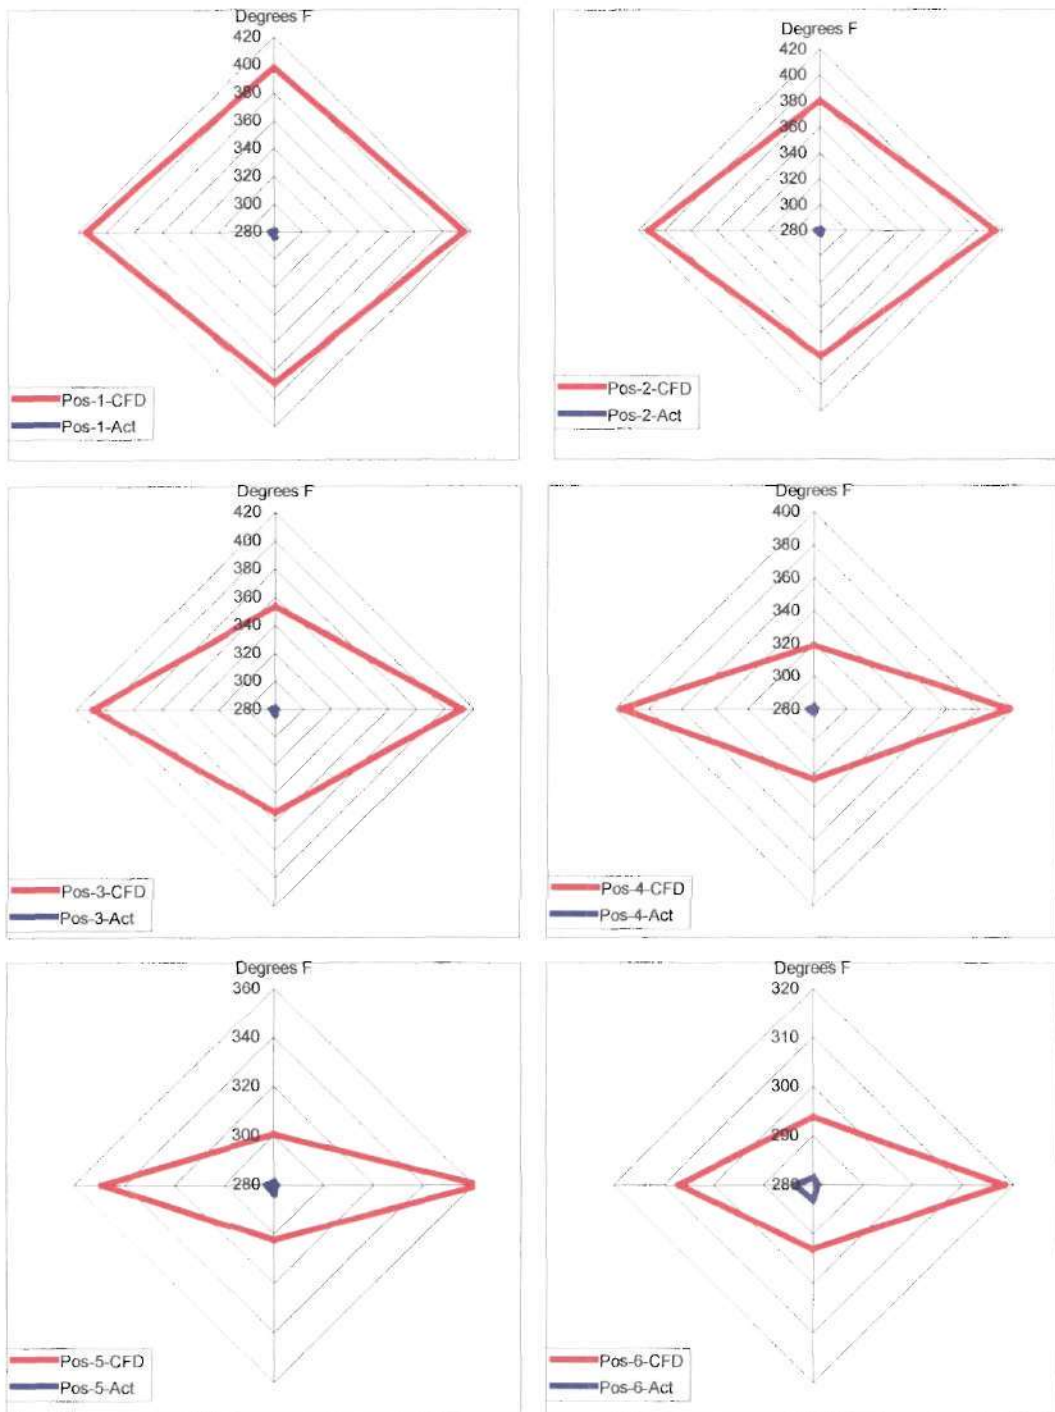 Degrees F
420
400
380
360
340
320
300
280
Pos-1-CFD
Pos-1-Act
Degrees F
420
400
380
360
340
320
300
280
Pos-2-CFD
Pos-2-Act
Degrees F
420
400
380
360
340
320
300
280
Pos-3-CFD
Pos-3-Act
Degrees F
400
380
360
340
320
300
280
Pos-4-CFD
Pos-4-Act
Degrees F
360
340
320
300
280
Pos-5-CFD
Pos-5-Act
Degrees F
320
310
300
290
280
Pos-6-CFD
Pos-6-Act